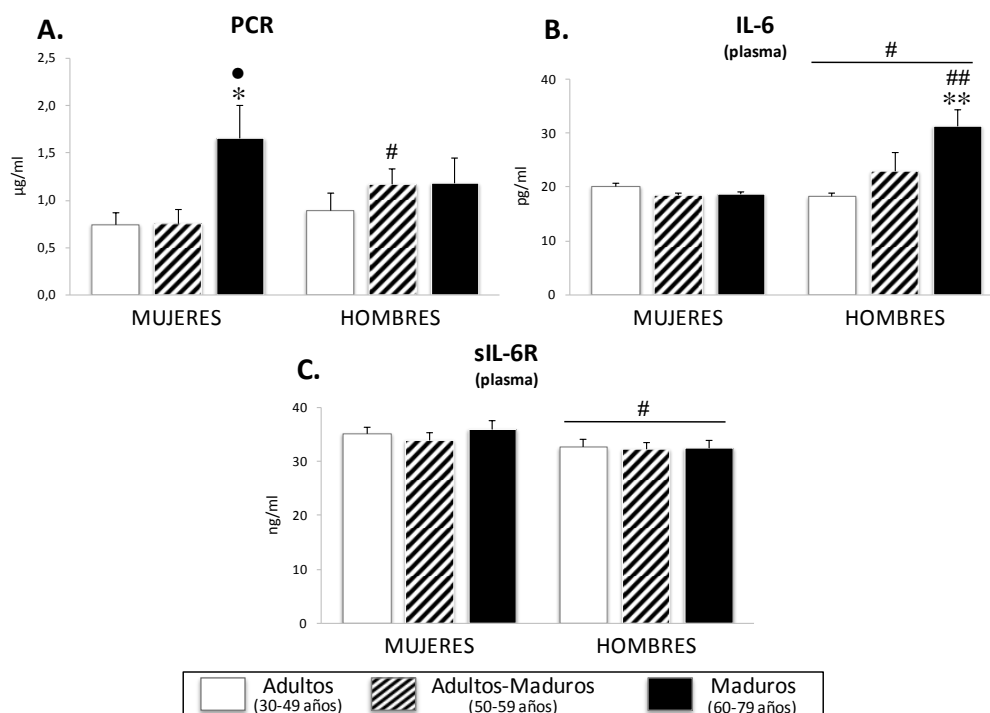 A.
PCR
2,5
2,0
1,5
1,0
0,5
0,0
µg/ml
●
*
#
MUJERES
HOMBRES
B.
IL-6
(plasma)
40
30
20
10
0
pg/ml
#
##
**
MUJERES
HOMBRES
C.
sIL-6R
(plasma)
40
30
20
10
0
ng/ml
#
MUJERES
HOMBRES
Adultos
(30-49 años)
Adultos-Maduros
(50-59 años)
Maduros
(60-79 años)